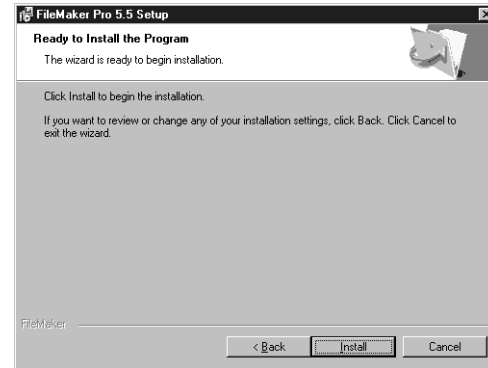 FileMaker Pro 5.5 Setup
Ready to Install the Program
The wizard is ready to begin installation.
Click Install to begin the installation.
If you want to review or change any of your installation settings, click Back. Click Cancel to
exit the wizard.
FileMaker
< Back Install Cancel